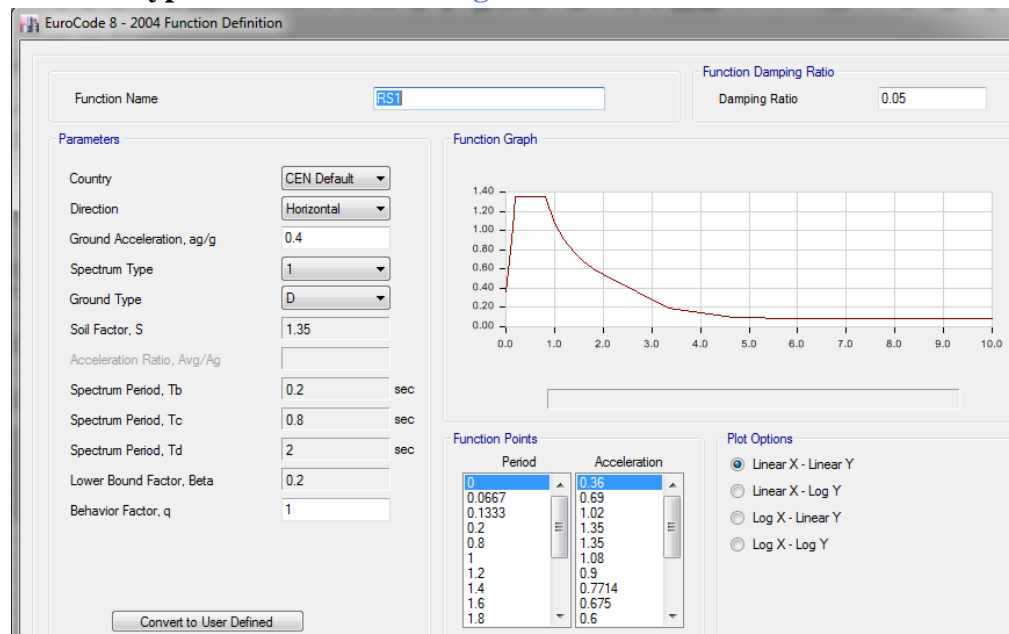 EuroCode 8 - 2004 Function Definition
Function Name
RS1
Function Damping Ratio
Damping Ratio
0.05
Parameters
Country
CEN Default
Direction
Horizontal
Ground Acceleration, ag/g
0.4
Spectrum Type
1
Ground Type
D
Soil Factor, S
1.35
Acceleration Ratio, Avg/Ag
Spectrum Period, Tb
0.2
sec
Spectrum Period, Tc
0.8
sec
Spectrum Period, Td
2
sec
Lower Bound Factor, Beta
0.2
Behavior Factor, q
1
Convert to User Defined
Function Graph
1.40
1.20
1.00
0.80
0.60
0.40
0.20
0.00
0.0 1.0 2.0 3.0 4.0 5.0 6.0 7.0 8.0 9.0 10.0
Function Points
Period Acceleration
0 0.36
0.0667 0.69
0.1333 1.02
0.2 1.35
0.8 1.35
1 1.08
1.2 0.9
1.4 0.7714
1.6 0.675
1.8 0.6
Plot Options
Linear X - Linear Y
Linear X - Log Y
Log X - Linear Y
Log X - Log Y